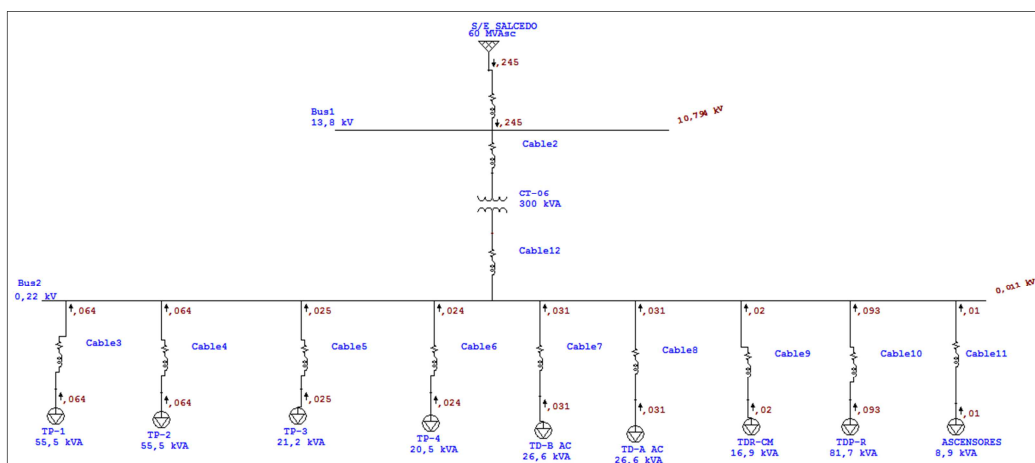 S/E SALCEDO
60 MVAsc
,245
Bus1
13,8 kV
,245
10,794 kV
Cable2
CT-06
300 kVA
Cable12
Bus2
0,22 kV
0,011 kV
,064
,064
,025
,024
,031
,031
,02
,093
,01
Cable3
Cable4
Cable5
Cable6
Cable7
Cable8
Cable9
Cable10
Cable11
,064
,064
,025
,024
,031
,031
,02
,093
,01
TP-1
55,5 kVA
TP-2
55,5 kVA
TP-3
21,2 kVA
TP-4
20,5 kVA
TD-B AC
26,6 kVA
TD-A AC
26,6 kVA
TDR-CM
16,9 kVA
TDP-R
81,7 kVA
ASCENSORES
8,9 kVA